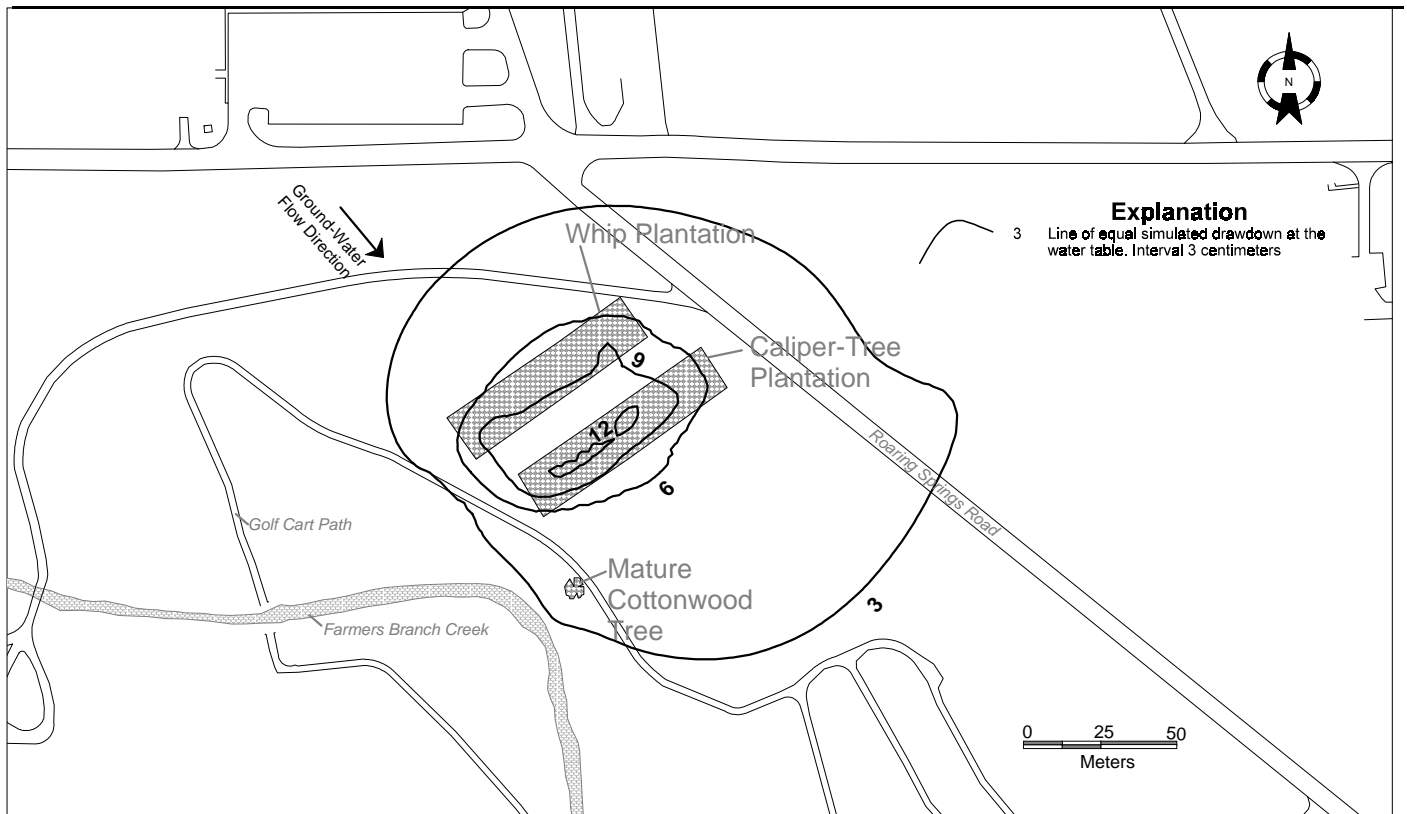 N
Ground-Water
Flow Direction
Whip Plantation
Explanation
3 Line of equal simulated drawdown at the
water table. Interval 3 centimeters
9
Caliper-Tree
Plantation
12
6
Roaring Springs Road
Golf Cart Path
Mature
Cottonwood
Tree
3
Farmers Branch Creek
0 25 50
Meters